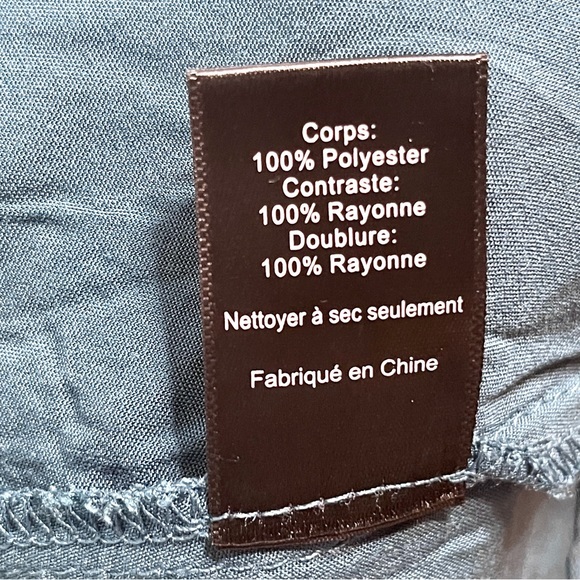 Corps:
100% Polyester
Contraste:
100% Rayonne
Doublure:
100% Rayonne
Nettoyer à sec seulement
Fabriqué en Chine